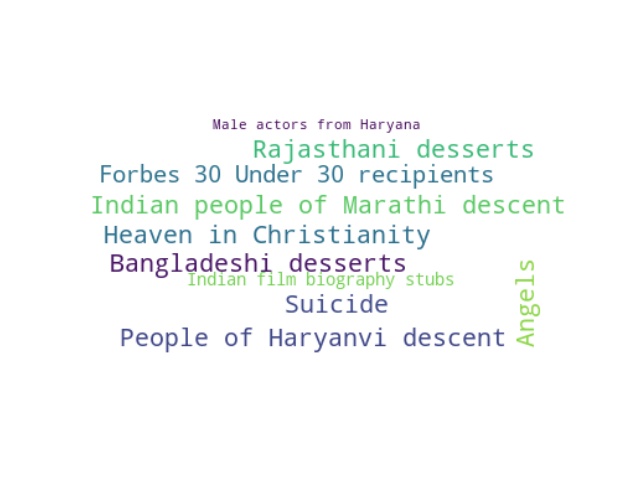 Male actors from Haryana
Rajasthani desserts
Forbes 30 Under 30 recipients
Indian people of Marathi descent
Heaven in Christianity
Bangladeshi desserts
Indian film biography stubs
Angels
Suicide
People of Haryanvi descent